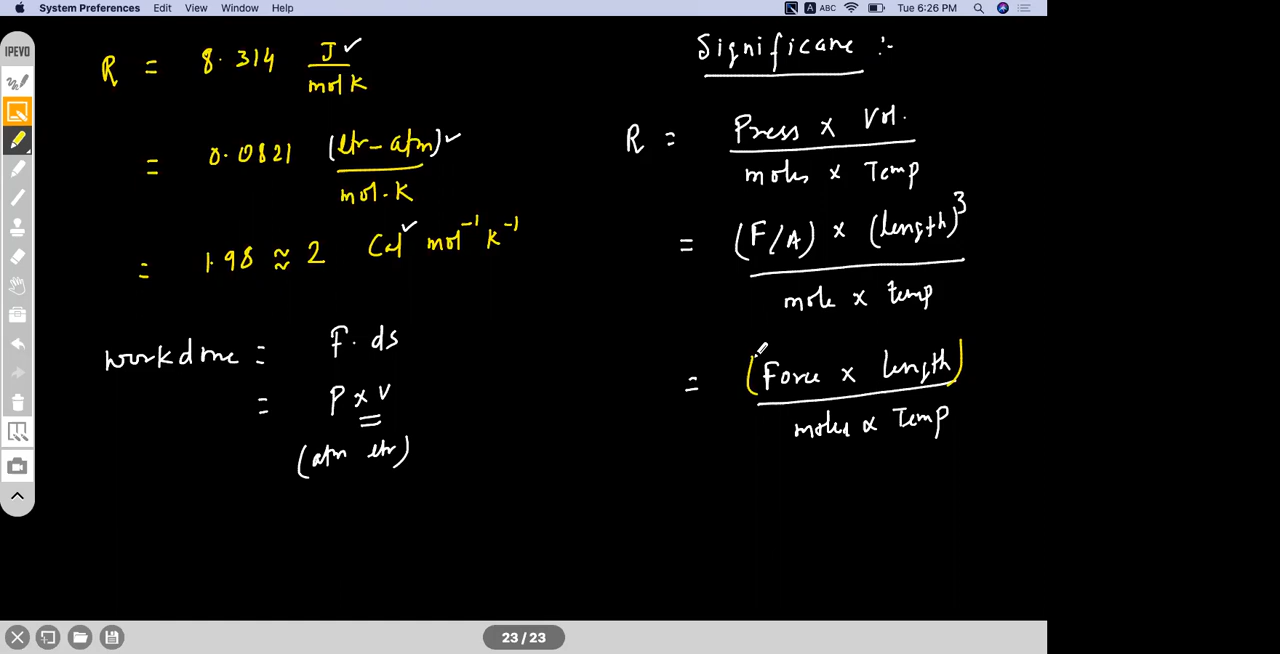 System Preferences Edit View Window Help ABC Tue 6:26 PM
IPEVO
R = 8.314 J / mol K
= 0.0821 (ltr - atm) / mol. K
= 1.98 ≈ 2 Cal mol⁻¹ K⁻¹
workdone = F. ds
= P x V
(atm ltr)
Significane :-
R = Press x Vol. / moles x Temp
= (F/A) x (length)³ / mole x temp
= (Force x length) / moles x Temp
23 / 23